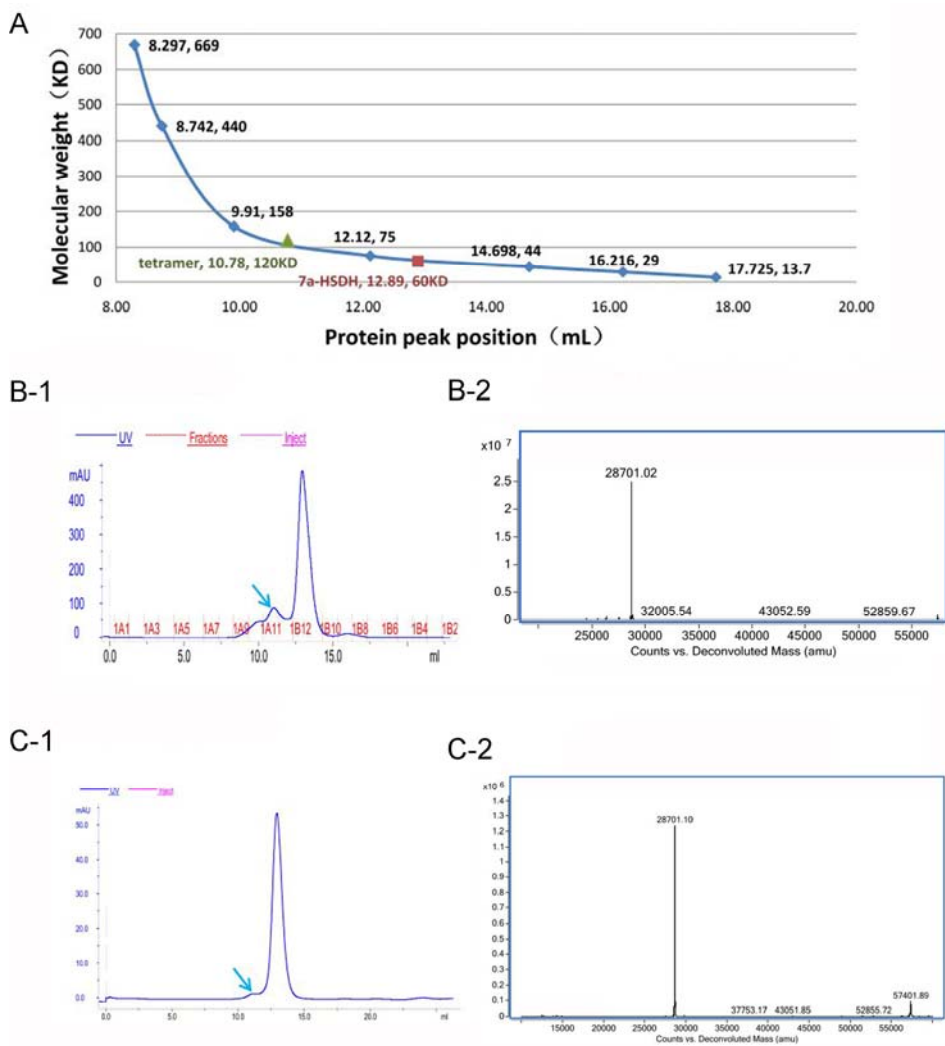 A
Molecular weight（KD）
700
600
500
400
300
200
100
0
8.297, 669
8.742, 440
9.91, 158
12.12, 75
14.698, 44
16.216, 29
17.725, 13.7
tetramer, 10.78, 120KD
7a-HSDH, 12.89, 60KD
8.00 10.00 12.00 14.00 16.00 18.00 20.00
Protein peak position（mL）
B-1
UV Fractions Inject
mAU
400
300
200
100
0
1A1 1A3 1A5 1A7 1A9 1A11 1B12 1B10 1B8 1B6 1B4 1B2
0.0 5.0 10.0 15.0 ml
B-2
x10 7
2.5
2
1.5
1
0.5
0
28701.02
32005.54 43052.59 52859.67
25000 30000 35000 40000 45000 50000 55000
Counts vs. Deconvoluted Mass (amu)
C-1
UV Inject
mAU
50.0
40.0
30.0
20.0
10.0
0.0
0.0 5.0 10.0 20.0 ml
C-2
x10 6
1.4
1.3
1.2
1.1
1
0.9
0.8
0.7
0.6
0.5
0.4
0.3
0.2
0.1
0
28701.10
57401.89
37753.17 43051.85 52855.72
15000 20000 25000 30000 35000 40000 45000 50000 55000
Counts vs. Deconvoluted Mass (amu)